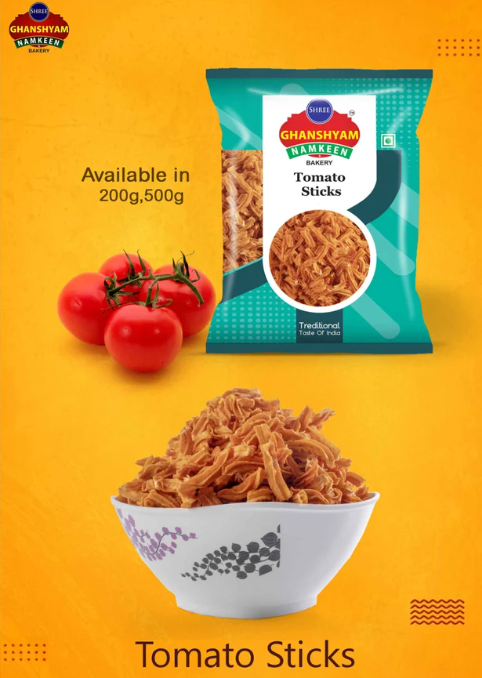 SHREE
GHANSHYAM
NAMKEEN
BAKERY
SHREE
GHANSHYAM
NAMKEEN
BAKERY
Tomato
Sticks
Available in
200g,500g
Treditional
Taste Of India
Tomato Sticks